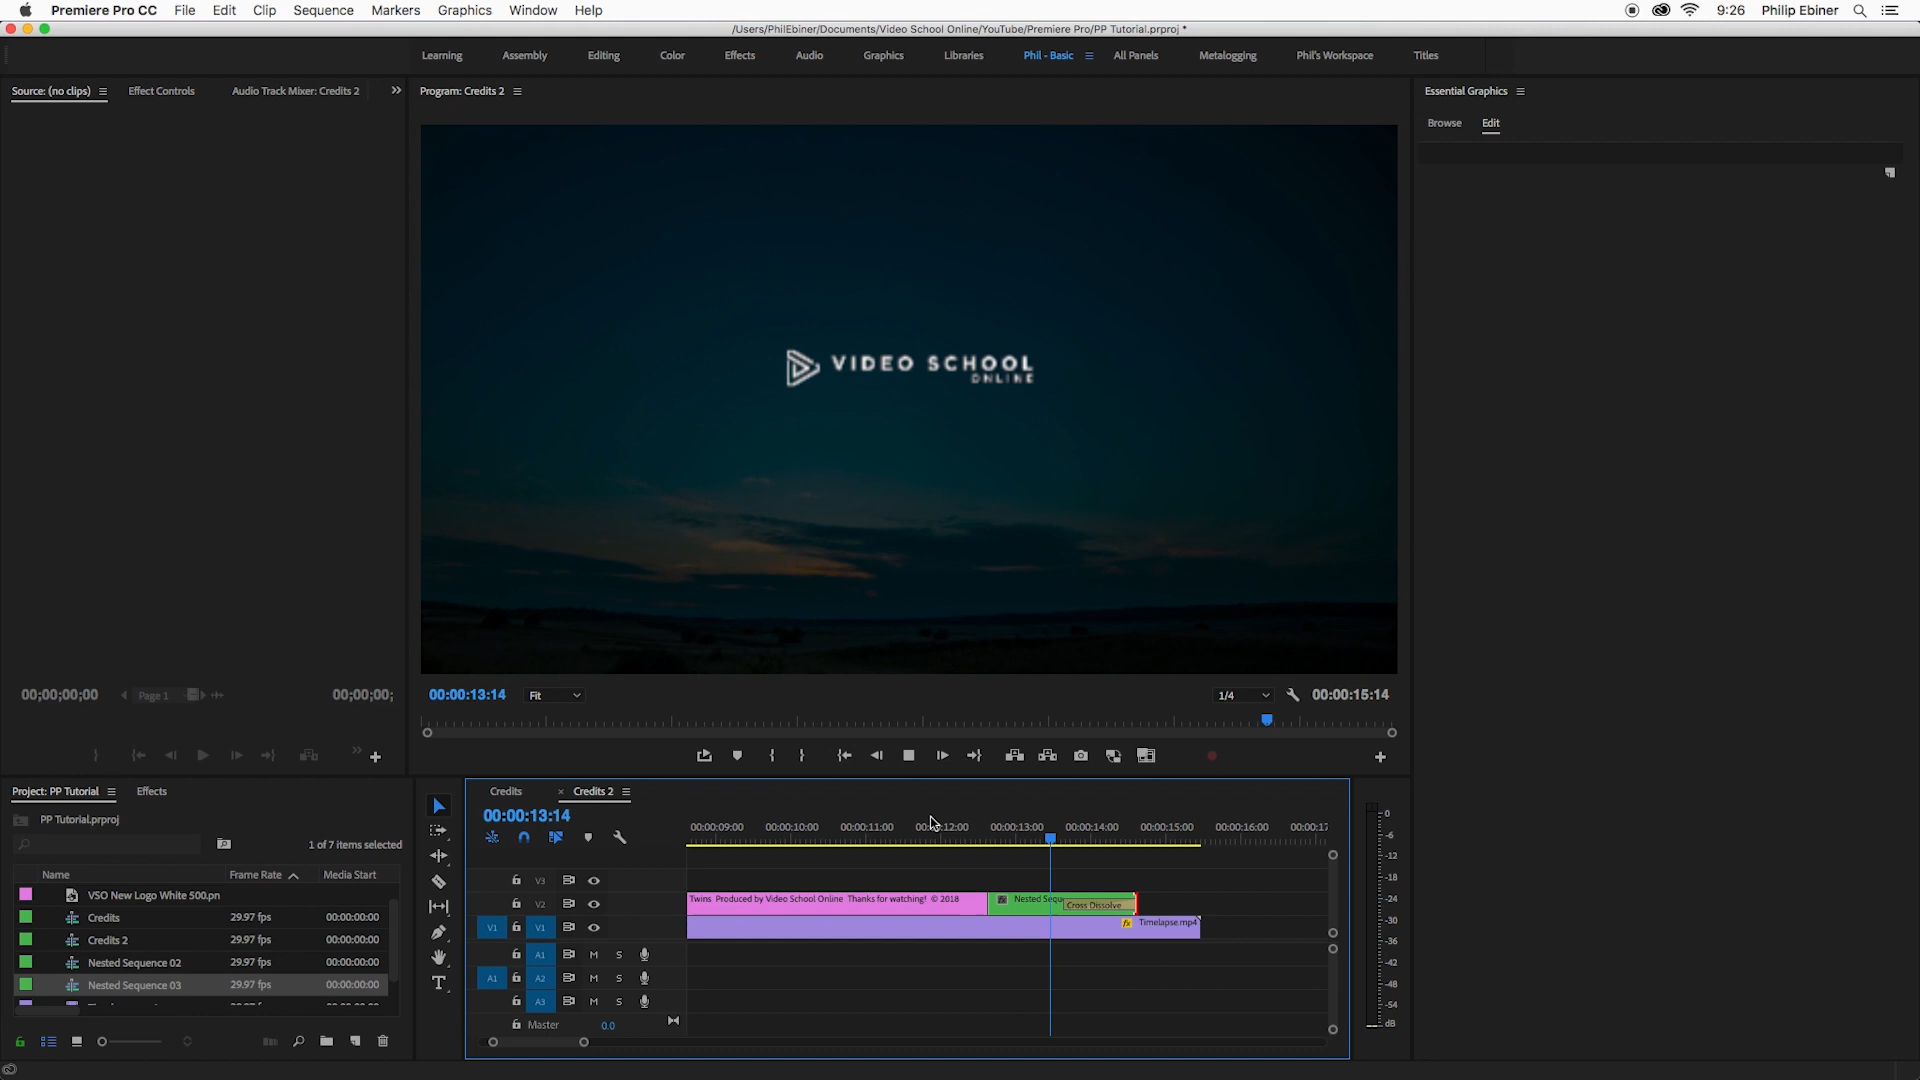 Premiere Pro CC File Edit Clip Sequence Markers Graphics Window Help 9:26 Philip Ebiner
/Users/PhilEbiner/Documents/Video School Online/YouTube/Premiere Pro/PP Tutorial.prproj *
Learning Assembly Editing Color Effects Audio Graphics Libraries Phil - Basic All Panels Metalogging Phil's Workspace Titles
Source: (no clips) Effect Controls Audio Track Mixer: Credits 2 Program: Credits 2 Essential Graphics
Browse Edit
VIDEO SCHOOL
ONLINE
00;00;00;00 Page 1 00;00;00; 00:00:13:14 Fit 1/4 00:00:15:14
Project: PP Tutorial Effects Credits × Credits 2
PP Tutorial.prproj 00:00:13:14
00:00:09:00 00:00:10:00 00:00:11:00 00:00:12:00 00:00:13:00 00:00:14:00 00:00:15:00 00:00:16:00 00:00:17
1 of 7 items selected
Name Frame Rate Media Start
VSO New Logo White 500.pn
Credits 29.97 fps 00:00:00:00
Credits 2 29.97 fps 00:00:00:00
Nested Sequence 02 29.97 fps 00:00:00:00
Nested Sequence 03 29.97 fps 00:00:00:00
V3
V2 Twins Produced by Video School Online Thanks for watching! © 2018 fx Nested Sequ Cross Dissolve
V1 V1 fx Timelapse.mp4
A1 M S
A1 A2 M S
A3 M S
Master 0.0
0
-6
-12
-18
-24
-30
-36
-42
-48
-54
dB